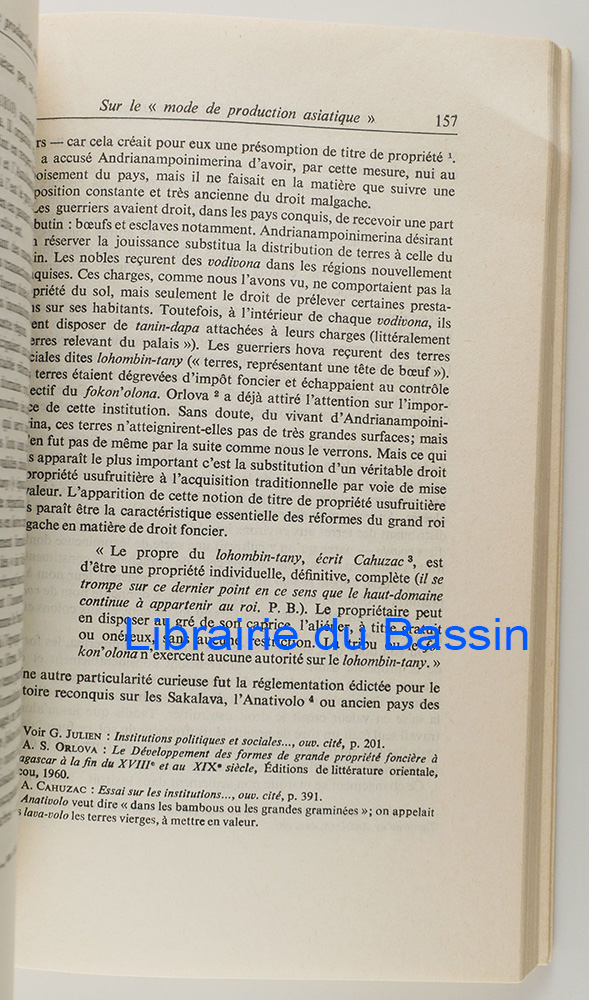 Sur le « mode de production asiatique » 157
rs — car cela créait pour eux une présomption de titre de propriété ¹.
a accusé Andrianampoinimerina d'avoir, par cette mesure, nui au
oisement du pays, mais il ne faisait en la matière que suivre une
position constante et très ancienne du droit malgache.
Les guerriers avaient droit, dans les pays conquis, de recevoir une part
butin : bœufs et esclaves notamment. Andrianampoinimerina désirant
réserver la jouissance substitua la distribution de terres à celle du
in. Les nobles reçurent des vodivona dans les régions nouvellement
quises. Ces charges, comme nous l'avons vu, ne comportaient pas la
priété du sol, mais seulement le droit de prélever certaines presta-
ns sur ses habitants. Toutefois, à l'intérieur de chaque vodivona, ils
ent disposer de tanin-dapa attachées à leurs charges (littéralement
erres relevant du palais »). Les guerriers hova reçurent des terres
ciales dites lohombin-tany (« terres, représentant une tête de bœuf »).
terres étaient dégrevées d'impôt foncier et échappaient au contrôle
ectif du fokon'olona. Orlova ² a déjà attiré l'attention sur l'impor-
ce de cette institution. Sans doute, du vivant d'Andrianampoini-
ina, ces terres n'atteignirent-elles pas de très grandes surfaces; mais
'en fut pas de même par la suite comme nous le verrons. Mais ce qui
s apparaît le plus important c'est la substitution d'un véritable droit
propriété usufruitière à l'acquisition traditionnelle par voie de mise
valeur. L'apparition de cette notion de titre de propriété usufruitière
s paraît être la caractéristique essentielle des réformes du grand roi
gache en matière de droit foncier.
« Le propre du lohombin-tany, écrit Cahuzac ³, est
d'être une propriété individuelle, définitive, complète (il se
trompe sur ce dernier point en ce sens que le haut-domaine
continue à appartenir au roi. P. B.). Le propriétaire peut
en disposer au gré de son caprice, l'aliéner, à titre gratuit
ou onéreux, sans aucune restriction. La tribu ou le fo-
kon'olona n'exercent aucune autorité sur le lohombin-tany. »
ne autre particularité curieuse fut la réglementation édictée pour le
toire reconquis sur les Sakalava, l'Anativolo ⁴ ou ancien pays des
Voir G. JULIEN : Institutions politiques et sociales..., ouv. cité, p. 201.
A. S. ORLOVA : Le Développement des formes de grande propriété foncière à
agascar à la fin du XVIIIᵉ et au XIXᵉ siècle, Éditions de littérature orientale,
cou, 1960.
A. CAHUZAC : Essai sur les institutions..., ouv. cité, p. 391.
Anativolo veut dire « dans les bambous ou les grandes graminées »; on appelait
s lava-volo les terres vierges, à mettre en valeur.
Librairie du Bassin